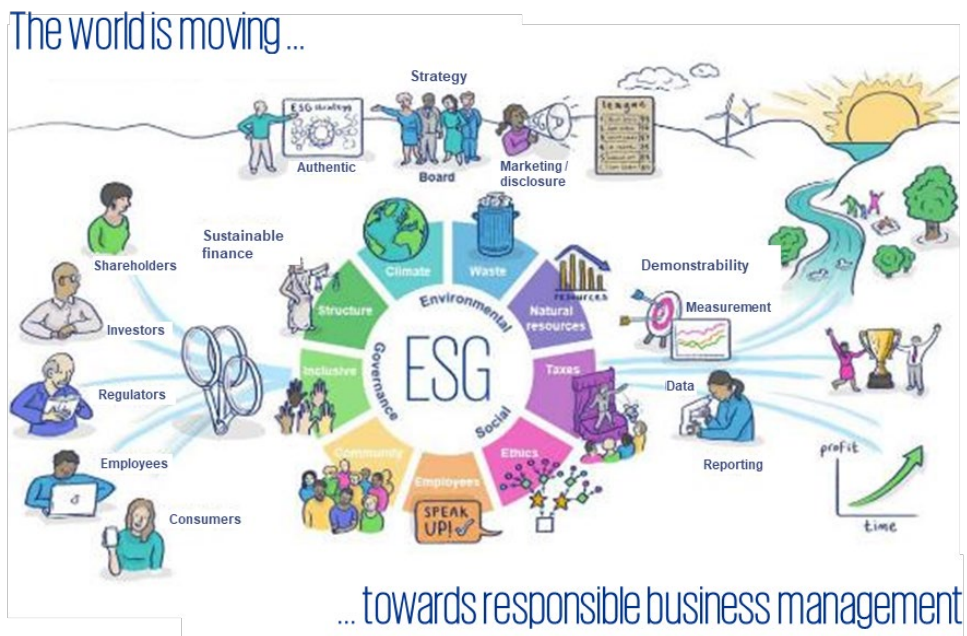 The world is moving ...
Strategy
ESG strategy
Authentic
Board
Marketing /
disclosure
league
Shareholders
Sustainable
finance
Investors
Regulators
Employees
Consumers
Climate
Waste
Structure
Natural
resources
resources
Inclusive
Taxes
Community
Employees
Ethics
Environmental
Governance
Social
ESG
SPEAK
UP!
Demonstrability
Measurement
Data
Reporting
profit
time
... towards responsible business management